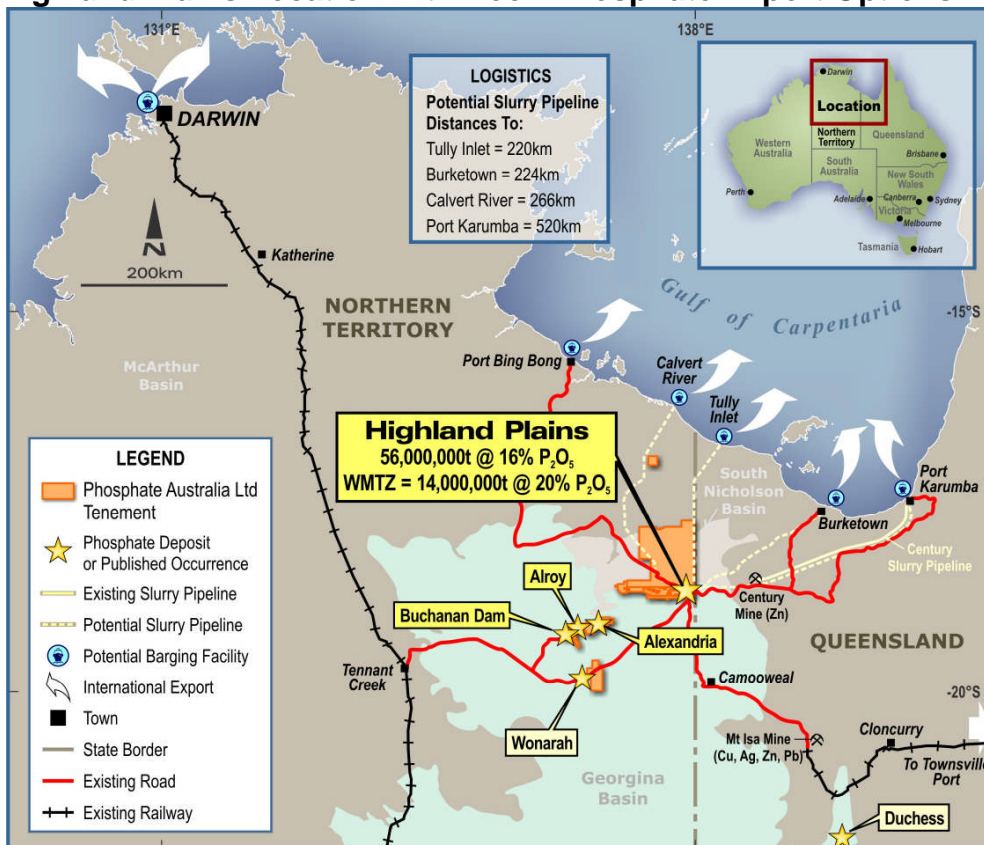 131°E
138°E
DARWIN
N
200km
Katherine
LOGISTICS
Potential Slurry Pipeline
Distances To:
Tully Inlet = 220km
Burketown = 224km
Calvert River = 266km
Port Karumba = 520km
Darwin
Location
Western
Australia
Northern
Territory
Queensland
South
Australia
Brisbane
New South
Wales
Perth
Adelaide
Canberra
Sydney
Victoria
Melbourne
Tasmania
Hobart
NORTHERN
TERRITORY
McArthur
Basin
Gulf of Carpentaria
-15°S
Port Bing Bong
Calvert
River
Tully
Inlet
Highland Plains
56,000,000t @ 16% P₂O₅
WMTZ = 14,000,000t @ 20% P₂O₅
South
Nicholson
Basin
Port
Karumba
Burketown
Century
Slurry Pipeline
Century
Mine (Zn)
LEGEND
Phosphate Australia Ltd
Tenement
Phosphate Deposit
or Published Occurrence
Existing Slurry Pipeline
Potential Slurry Pipeline
Potential Barging Facility
International Export
Town
State Border
Existing Road
Existing Railway
Alroy
Buchanan Dam
Alexandria
QUEENSLAND
Tennant
Creek
Camooweal
-20°S
Wonarah
Mt Isa Mine
(Cu, Ag, Zn, Pb)
Cloncurry
To Townsville
Port
Georgina
Basin
Duchess